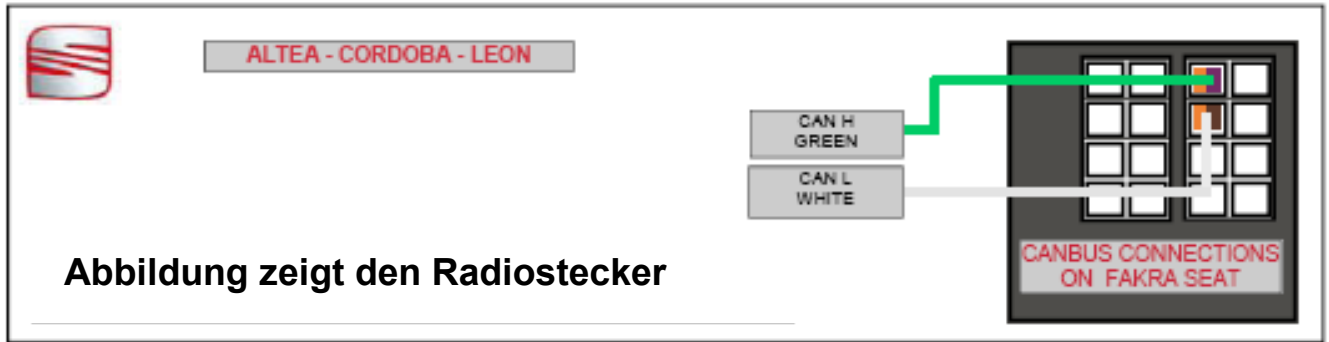 ALTEA - CORDOBA - LEON
CAN H
GREEN
CAN L
WHITE
Abbildung zeigt den Radiostecker
CANBUS CONNECTIONS
ON FAKRA SEAT